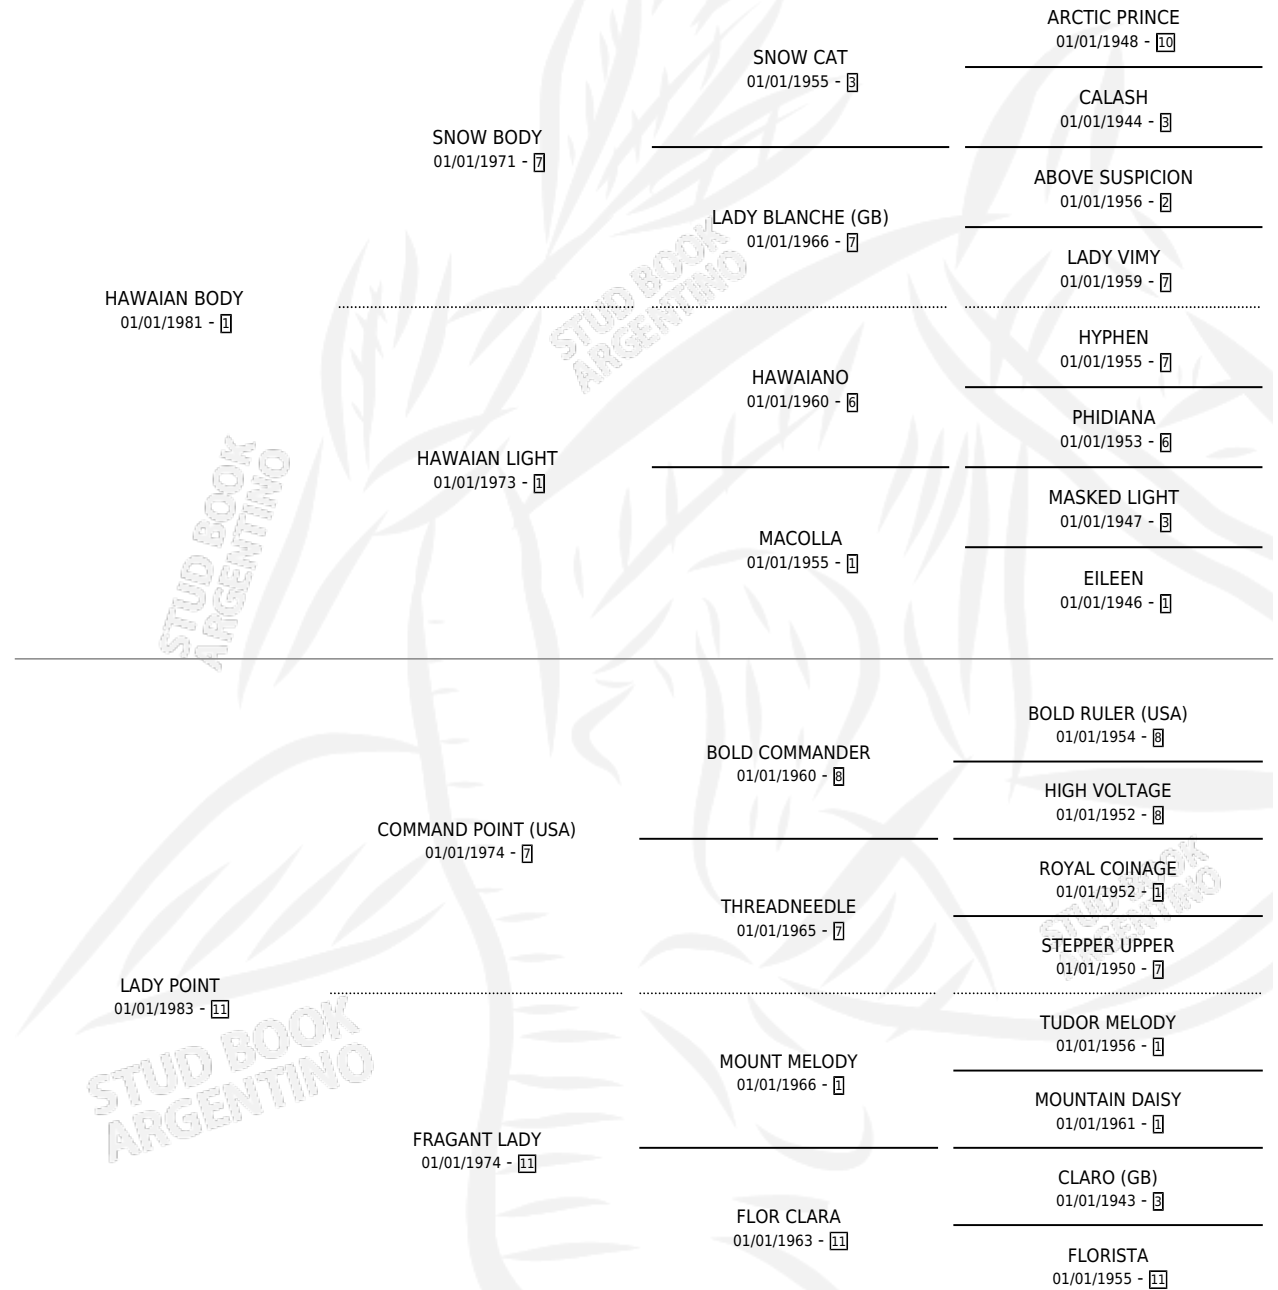 ARCTIC PRINCE
01/01/1948 - 10
SNOW CAT
01/01/1955 - 3
CALASH
01/01/1944 - 3
SNOW BODY
01/01/1971 - 7
ABOVE SUSPICION
01/01/1956 - 2
LADY BLANCHE (GB)
01/01/1966 - 7
LADY VIMY
01/01/1959 - 7
HAWAIAN BODY
01/01/1981 - 1
HYPHEN
01/01/1955 - 7
HAWAIANO
01/01/1960 - 6
PHIDIANA
01/01/1953 - 6
HAWAIAN LIGHT
01/01/1973 - 1
MASKED LIGHT
01/01/1947 - 3
MACOLLA
01/01/1955 - 1
EILEEN
01/01/1946 - 1
BOLD RULER (USA)
01/01/1954 - 8
BOLD COMMANDER
01/01/1960 - 8
HIGH VOLTAGE
01/01/1952 - 8
COMMAND POINT (USA)
01/01/1974 - 7
ROYAL COINAGE
01/01/1952 - 1
THREADNEEDLE
01/01/1965 - 7
STEPPER UPPER
01/01/1950 - 7
LADY POINT
01/01/1983 - 11
TUDOR MELODY
01/01/1956 - 1
MOUNT MELODY
01/01/1966 - 1
MOUNTAIN DAISY
01/01/1961 - 1
FRAGANT LADY
01/01/1974 - 11
CLARO (GB)
01/01/1943 - 3
FLOR CLARA
01/01/1963 - 11
FLORISTA
01/01/1955 - 11
STUD BOOK
ARGENTINO
STUD BOOK
ARGENTINO
STUD BOOK
ARGENTINO
STUD BOOK
ARGENTINO